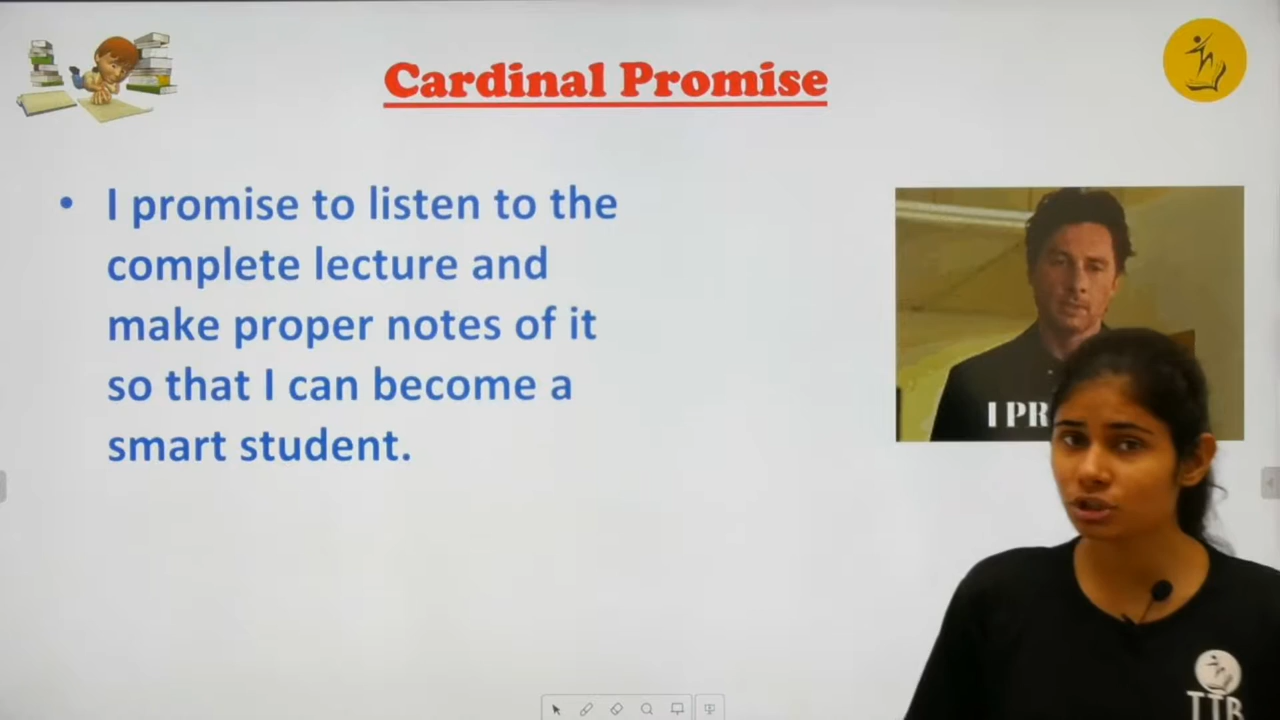 Cardinal Promise
• I promise to listen to the
complete lecture and
make proper notes of it
so that I can become a
smart student.
I PR
TTB